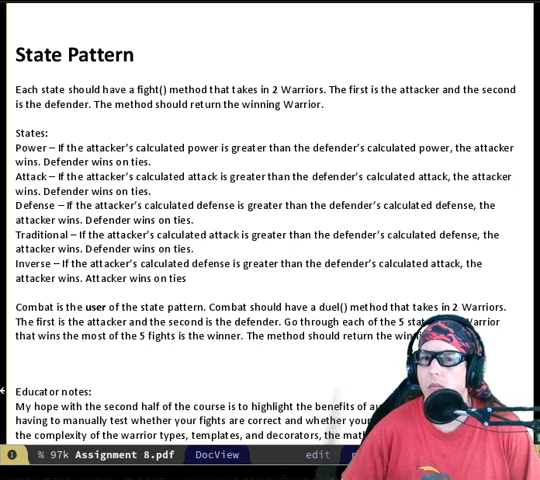 State Pattern
Each state should have a fight() method that takes in 2 Warriors. The first is the attacker and the second
is the defender. The method should return the winning Warrior.
States:
Power – If the attacker's calculated power is greater than the defender's calculated power, the attacker
wins. Defender wins on ties.
Attack – If the attacker's calculated attack is greater than the defender's calculated attack, the attacker
wins. Defender wins on ties.
Defense – If the attacker's calculated defense is greater than the defender's calculated defense, the
attacker wins. Defender wins on ties.
Traditional – If the attacker's calculated attack is greater than the defender's calculated defense, the
attacker wins. Defender wins on ties.
Inverse – If the attacker's calculated defense is greater than the defender's calculated attack, the
attacker wins. Attacker wins on ties
Combat is the user of the state pattern. Combat should have a duel() method that takes in 2 Warriors.
The first is the attacker and the second is the defender. Go through each of the 5
that wins the most of the 5 fights is the winner. The method should return the
Educator notes:
My hope with the second half of the course is to highlight the benefits of
having to manually test whether your fights are correct and whether your
the complexity of the warrior types, templates, and decorators, the
% 97k Assignment 8.pdf DocView edit